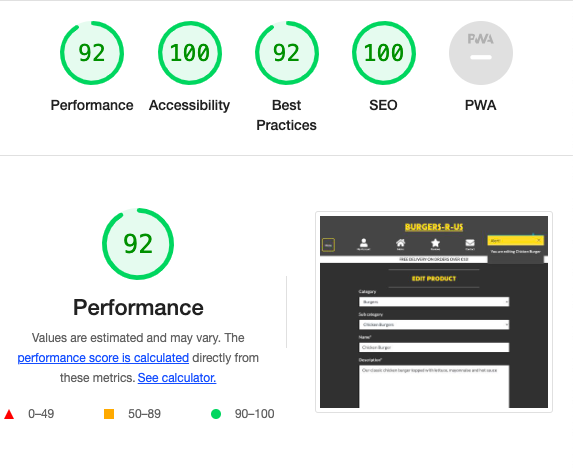 92
100
92
100
PWA
Performance
Accessibility
Best
Practices
SEO
PWA
92
Performance
Values are estimated and may vary. The
performance score is calculated directly from
these metrics. See calculator.
0–49
50–89
90–100
BURGERS-R-US
Alert!
You are editing Chicken Burger
FREE DELIVERY ON ORDERS OVER €50!
EDIT PRODUCT
Category
Burgers
Sub category
Chicken Burgers
Name*
Chicken Burger
Description*
Our classic chicken burger topped with lettuce, mayonnaise and hot sauce